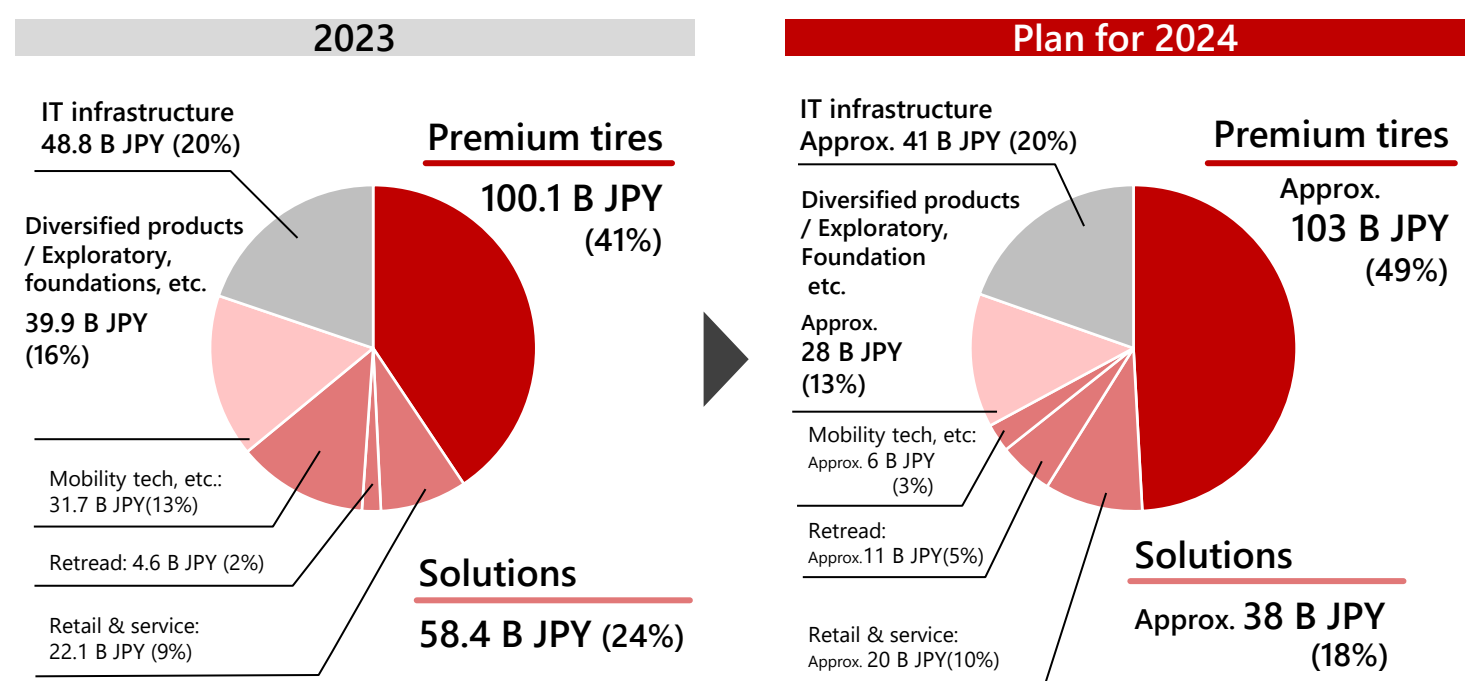 2023
IT infrastructure
48.8 B JPY (20%)
Premium tires
100.1 B JPY
(41%)
Diversified products
/ Exploratory,
foundations, etc.
39.9 B JPY
(16%)
Mobility tech, etc.:
31.7 B JPY(13%)
Retread: 4.6 B JPY (2%)
Retail & service:
22.1 B JPY (9%)
Solutions
58.4 B JPY (24%)
Plan for 2024
IT infrastructure
Approx. 41 B JPY (20%)
Premium tires
Approx.
103 B JPY
(49%)
Diversified products
/ Exploratory,
Foundation
etc.
Approx.
28 B JPY
(13%)
Mobility tech, etc:
Approx. 6 B JPY
(3%)
Retread:
Approx.11 B JPY(5%)
Retail & service:
Approx. 20 B JPY(10%)
Solutions
Approx. 38 B JPY
(18%)